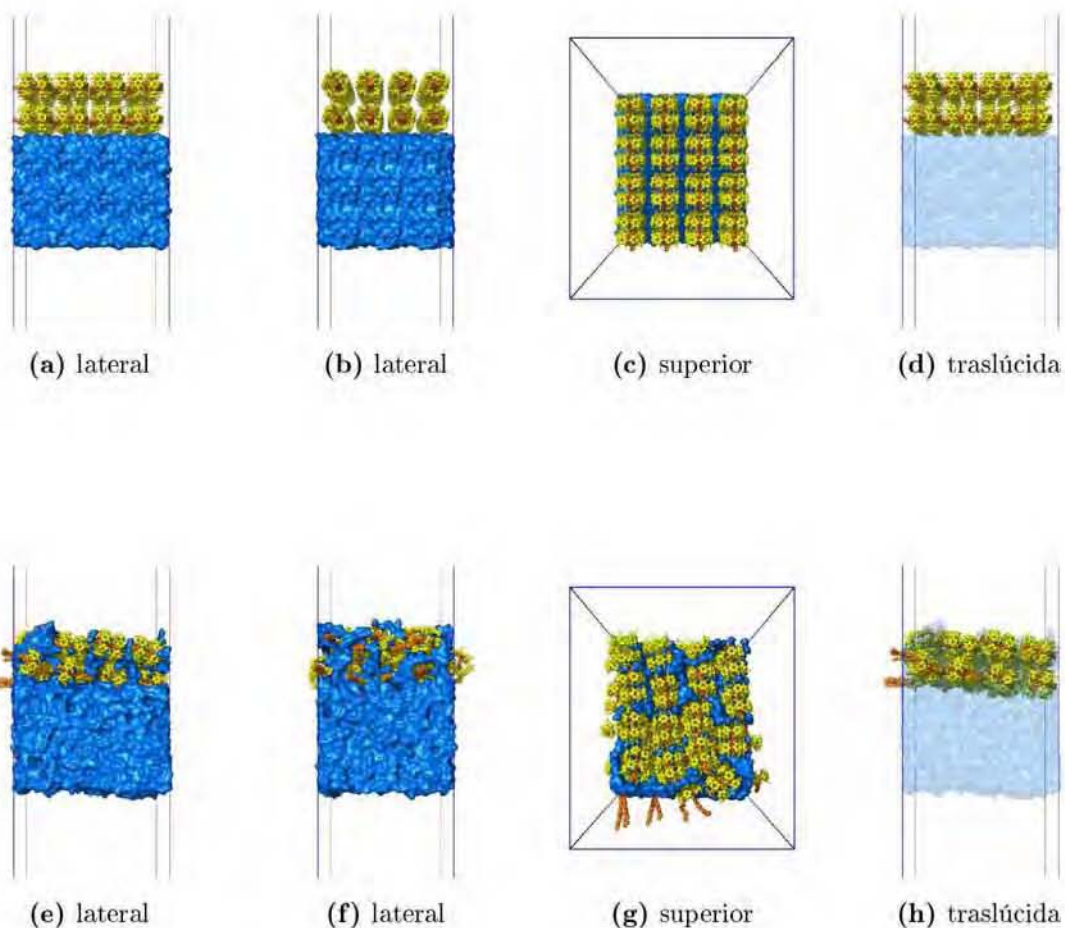 (a) lateral
(b) lateral
(c) superior
(d) traslúcida
(e) lateral
(f) lateral
(g) superior
(h) traslúcida